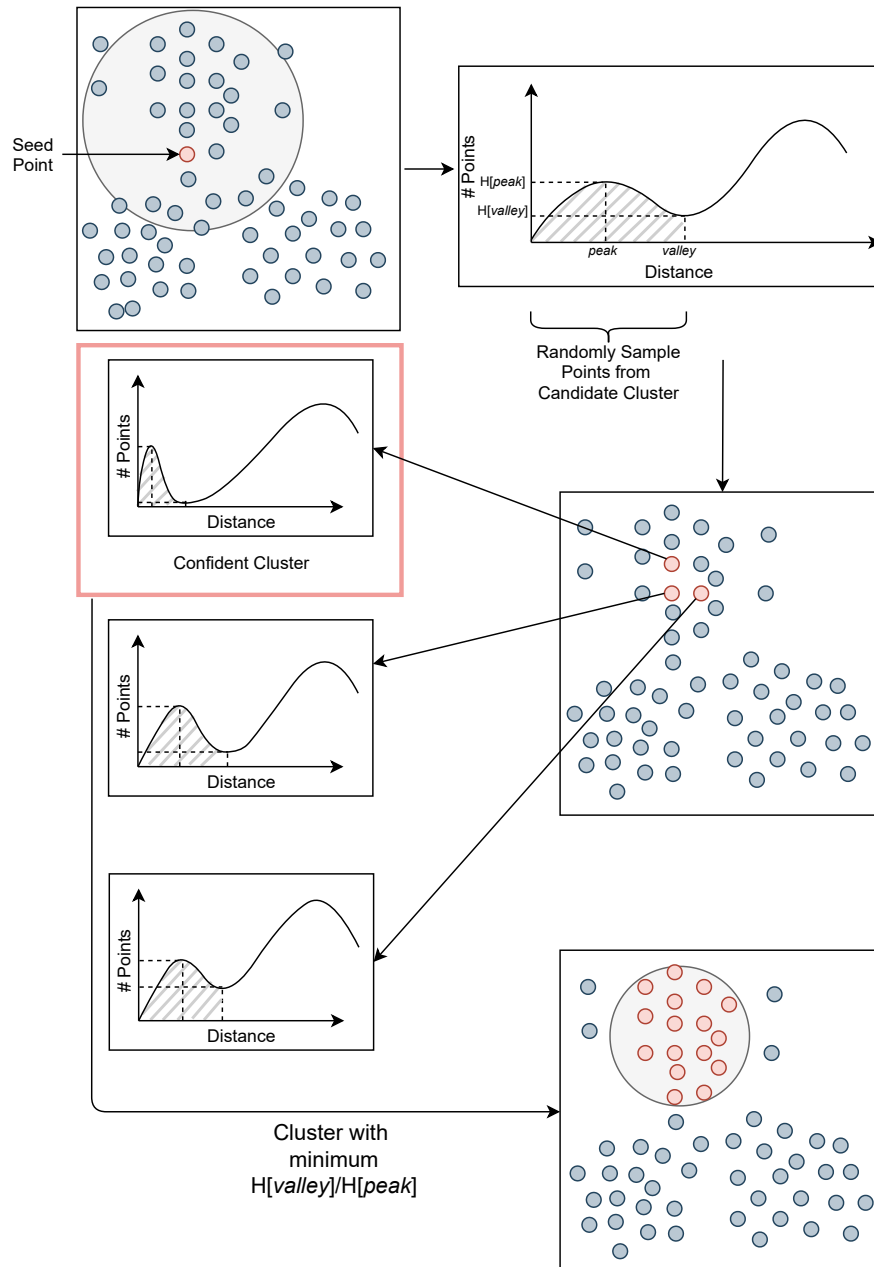 Seed
Point
# Points
H[peak]
H[valley]
peak
valley
Distance
Randomly Sample
Points from
Candidate Cluster
# Points
Distance
Confident Cluster
# Points
Distance
# Points
Distance
Cluster with
minimum
H[valley]/H[peak]